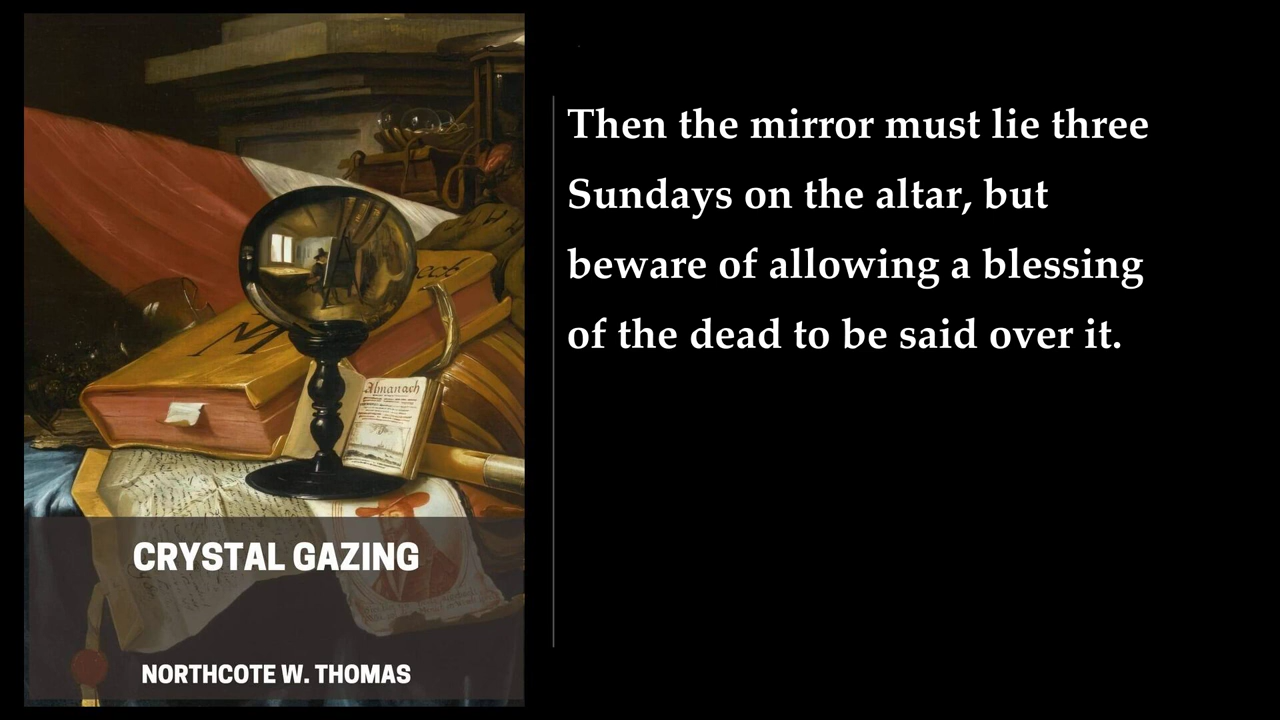 Then the mirror must lie three
Sundays on the altar, but
beware of allowing a blessing
of the dead to be said over it.
Almanach
M
CRYSTAL GAZING
NORTHCOTE W. THOMAS